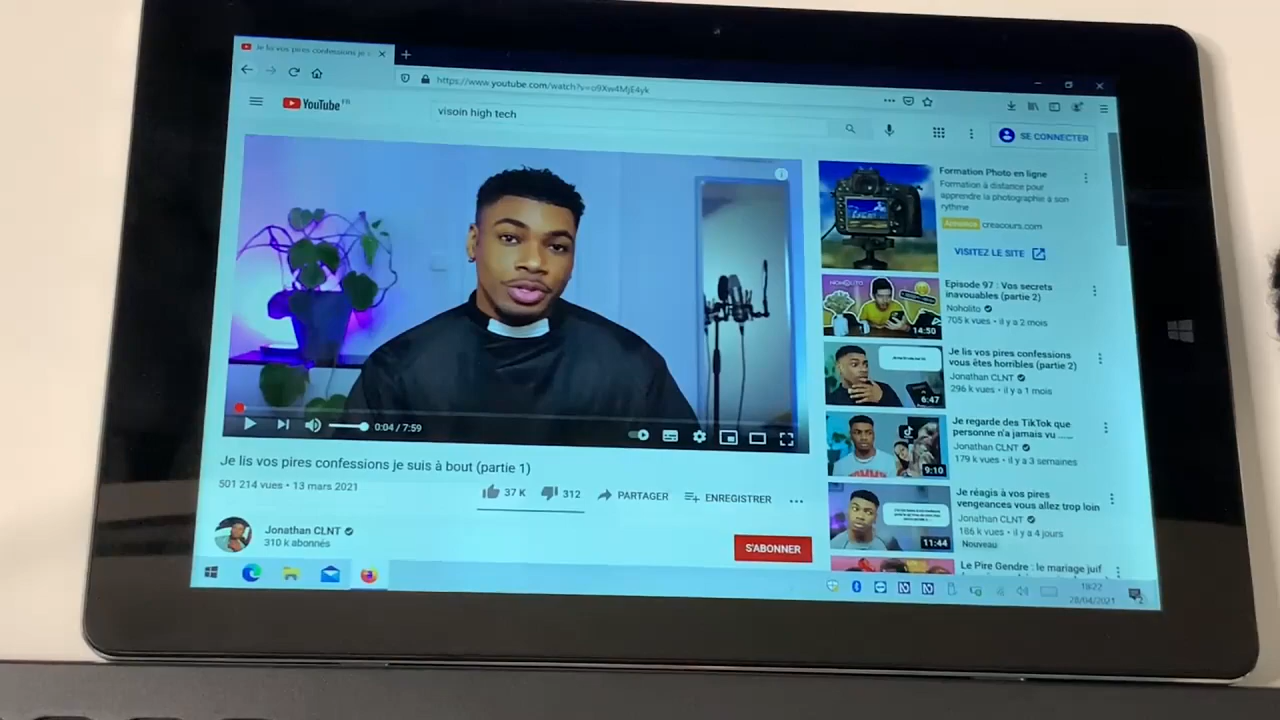 Je lis vos pires confessions je s
https://www.youtube.com/watch?v=o9Xw4MjE4yk
YouTube FR
visoin high tech
SE CONNECTER
Formation Photo en ligne
Formation à distance pour
apprendre la photographie à son
rythme
Annonce creacours.com
VISITEZ LE SITE
14:50
Episode 97 : Vos secrets
inavouables (partie 2)
Noholito
705 k vues • il y a 2 mois
6:47
Je lis vos pires confessions
vous êtes horribles (partie 2)
Jonathan CLNT
296 k vues • il y a 1 mois
9:10
Je regarde des TikTok que
personne n'a jamais vu .....
Jonathan CLNT
179 k vues • il y a 3 semaines
11:44
Je réagis à vos pires
vengeances vous allez trop loin
Jonathan CLNT
186 k vues • il y a 4 jours
Nouveau
Le Pire Gendre : le mariage juif
0:04 / 7:59
Je lis vos pires confessions je suis à bout (partie 1)
501 214 vues • 13 mars 2021
37 K
312
PARTAGER
ENREGISTRER
Jonathan CLNT
310 k abonnés
S'ABONNER
18:22
28/04/2021